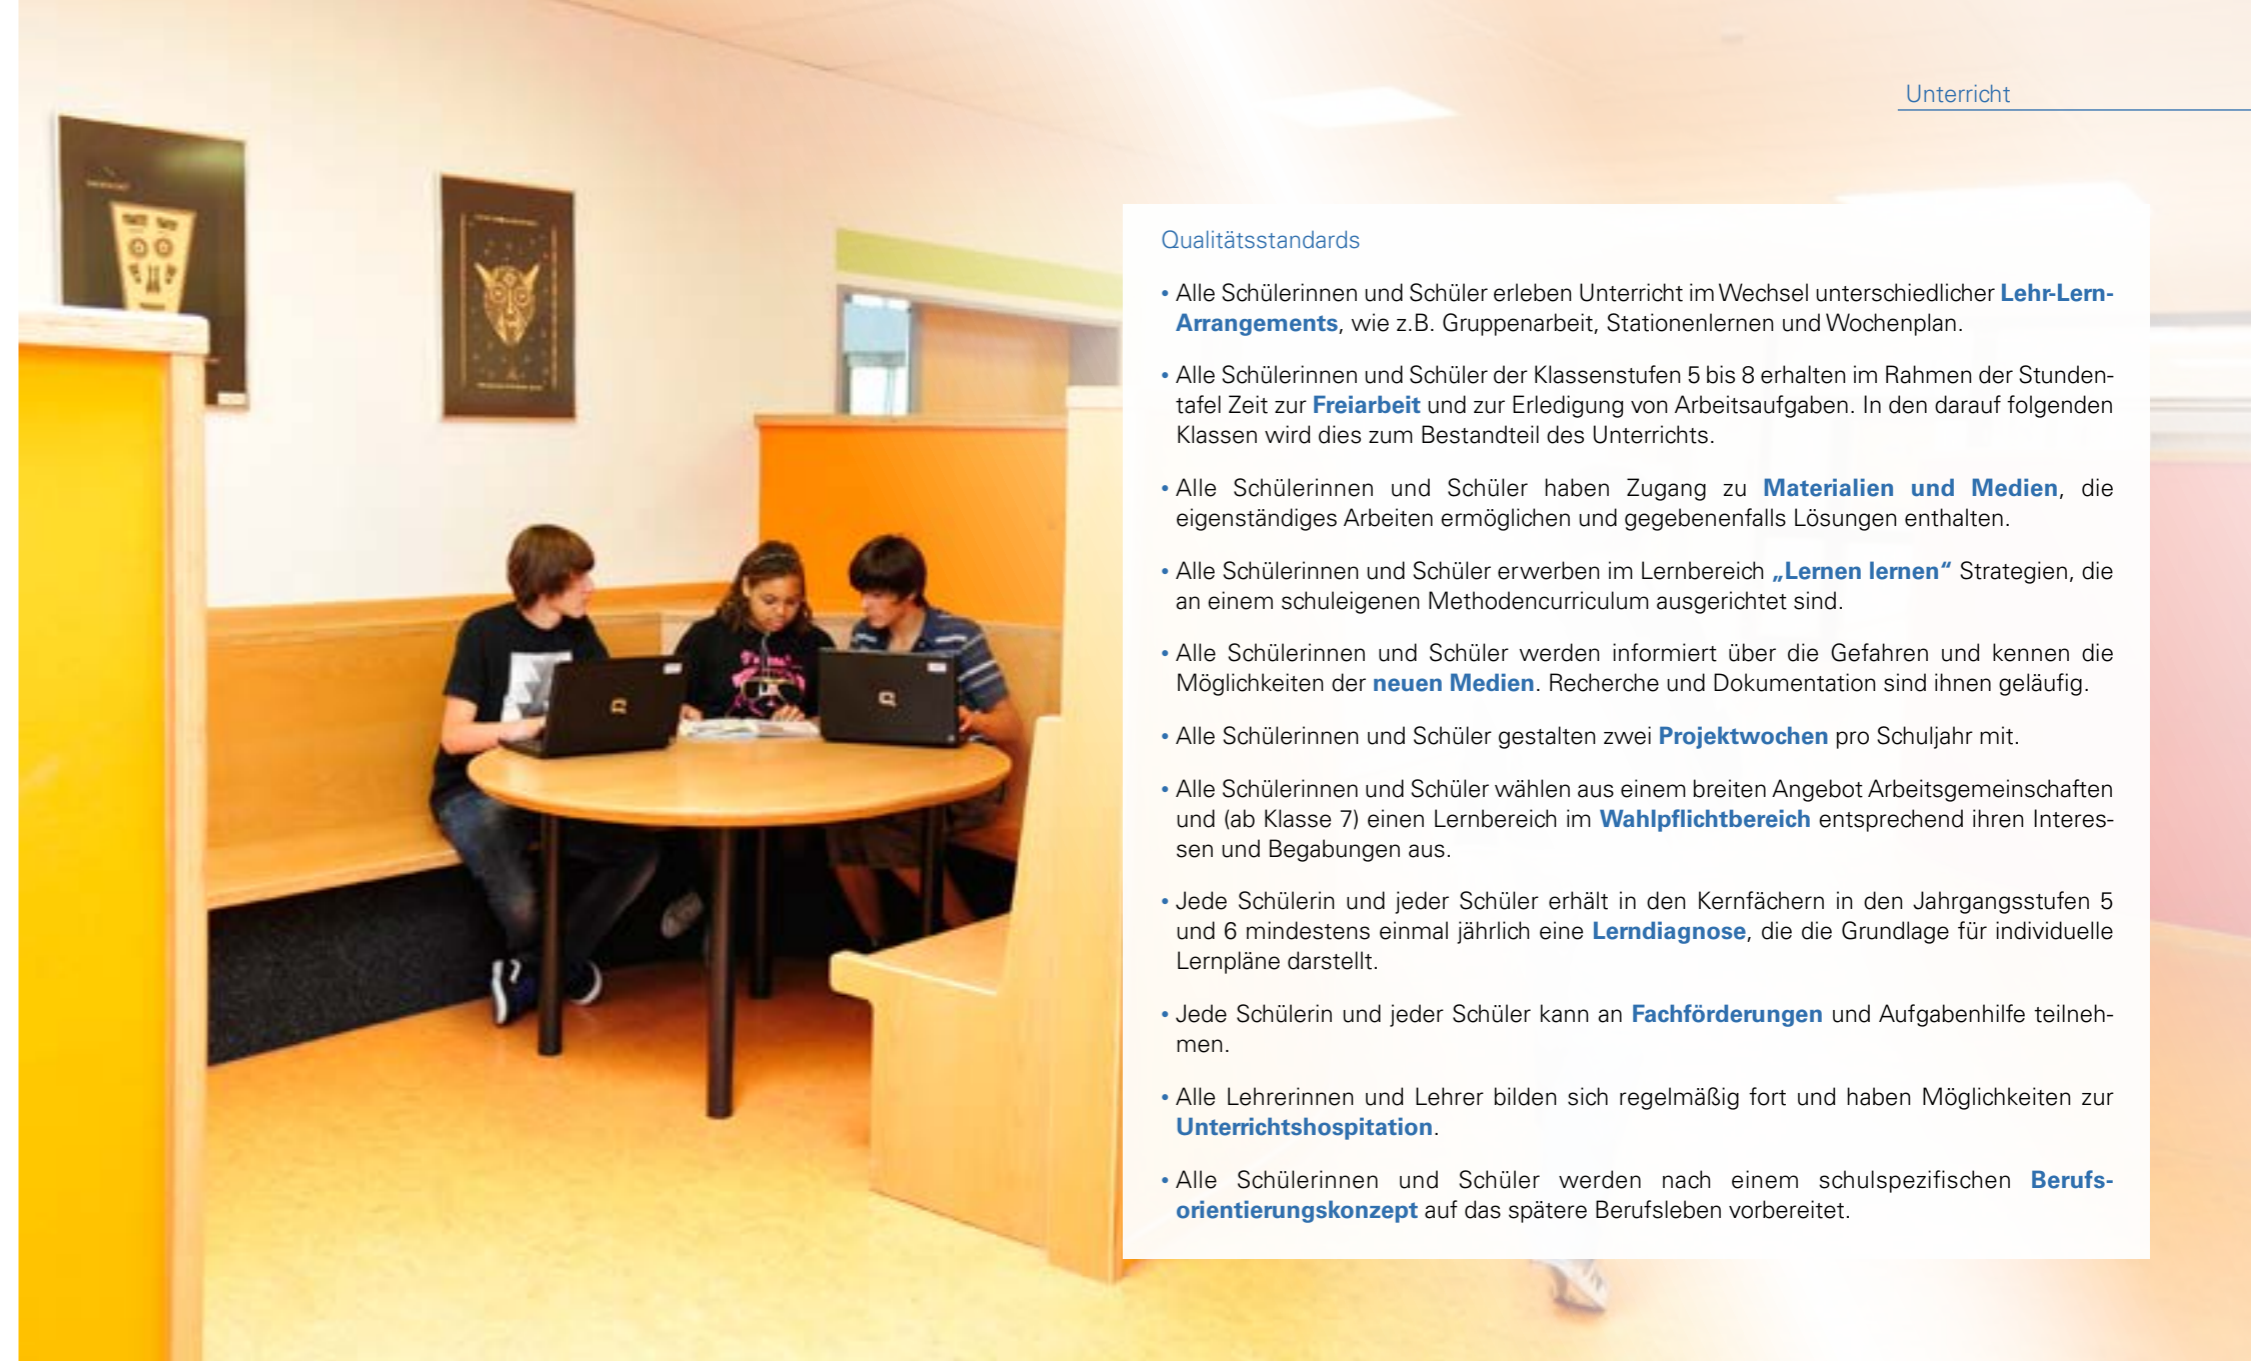 Unterricht
Qualitätsstandards
• Alle Schülerinnen und Schüler erleben Unterricht im Wechsel unterschiedlicher Lehr-Lern-
Arrangements, wie z.B. Gruppenarbeit, Stationenlernen und Wochenplan.
• Alle Schülerinnen und Schüler der Klassenstufen 5 bis 8 erhalten im Rahmen der Stunden-
tafel Zeit zur Freiarbeit und zur Erledigung von Arbeitsaufgaben. In den darauf folgenden
Klassen wird dies zum Bestandteil des Unterrichts.
• Alle Schülerinnen und Schüler haben Zugang zu Materialien und Medien, die
eigenständiges Arbeiten ermöglichen und gegebenenfalls Lösungen enthalten.
• Alle Schülerinnen und Schüler erwerben im Lernbereich „Lernen lernen“ Strategien, die
an einem schuleigenen Methodencurriculum ausgerichtet sind.
• Alle Schülerinnen und Schüler werden informiert über die Gefahren und kennen die
Möglichkeiten der neuen Medien. Recherche und Dokumentation sind ihnen geläufig.
• Alle Schülerinnen und Schüler gestalten zwei Projektwochen pro Schuljahr mit.
• Alle Schülerinnen und Schüler wählen aus einem breiten Angebot Arbeitsgemeinschaften
und (ab Klasse 7) einen Lernbereich im Wahlpflichtbereich entsprechend ihren Interes-
sen und Begabungen aus.
• Jede Schülerin und jeder Schüler erhält in den Kernfächern in den Jahrgangsstufen 5
und 6 mindestens einmal jährlich eine Lerndiagnose, die die Grundlage für individuelle
Lernpläne darstellt.
• Jede Schülerin und jeder Schüler kann an Fachförderungen und Aufgabenhilfe teilneh-
men.
• Alle Lehrerinnen und Lehrer bilden sich regelmäßig fort und haben Möglichkeiten zur
Unterrichtshospitation.
• Alle Schülerinnen und Schüler werden nach einem schulspezifischen Berufs-
orientierungskonzept auf das spätere Berufsleben vorbereitet.